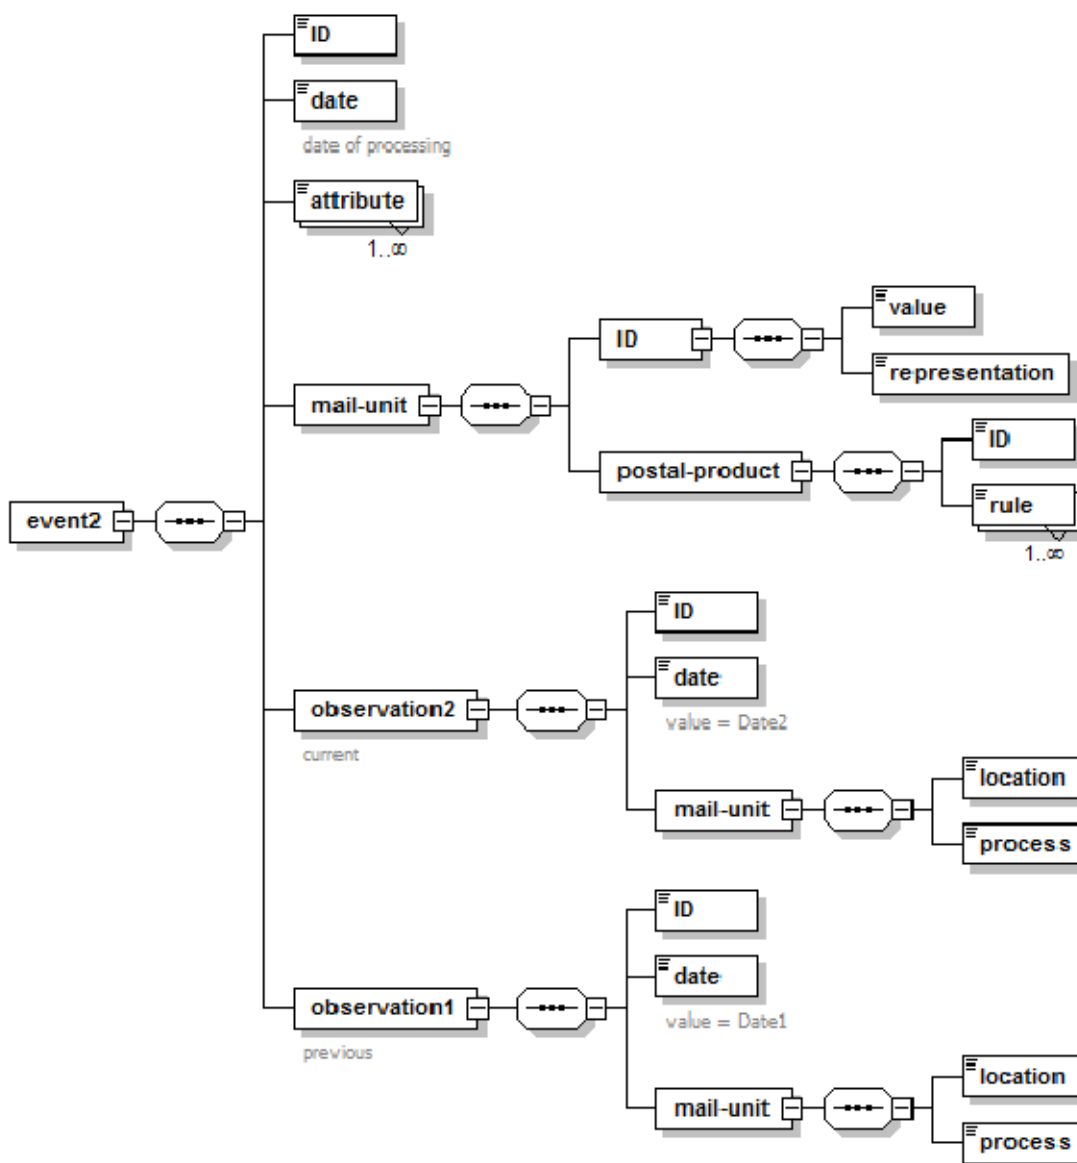 ID
date
date of processing
attribute
1..∞
mail-unit
ID
value
representation
postal-product
ID
rule
1..∞
event2
observation2
current
ID
date
value = Date2
mail-unit
location
process
observation1
previous
ID
date
value = Date1
mail-unit
location
process